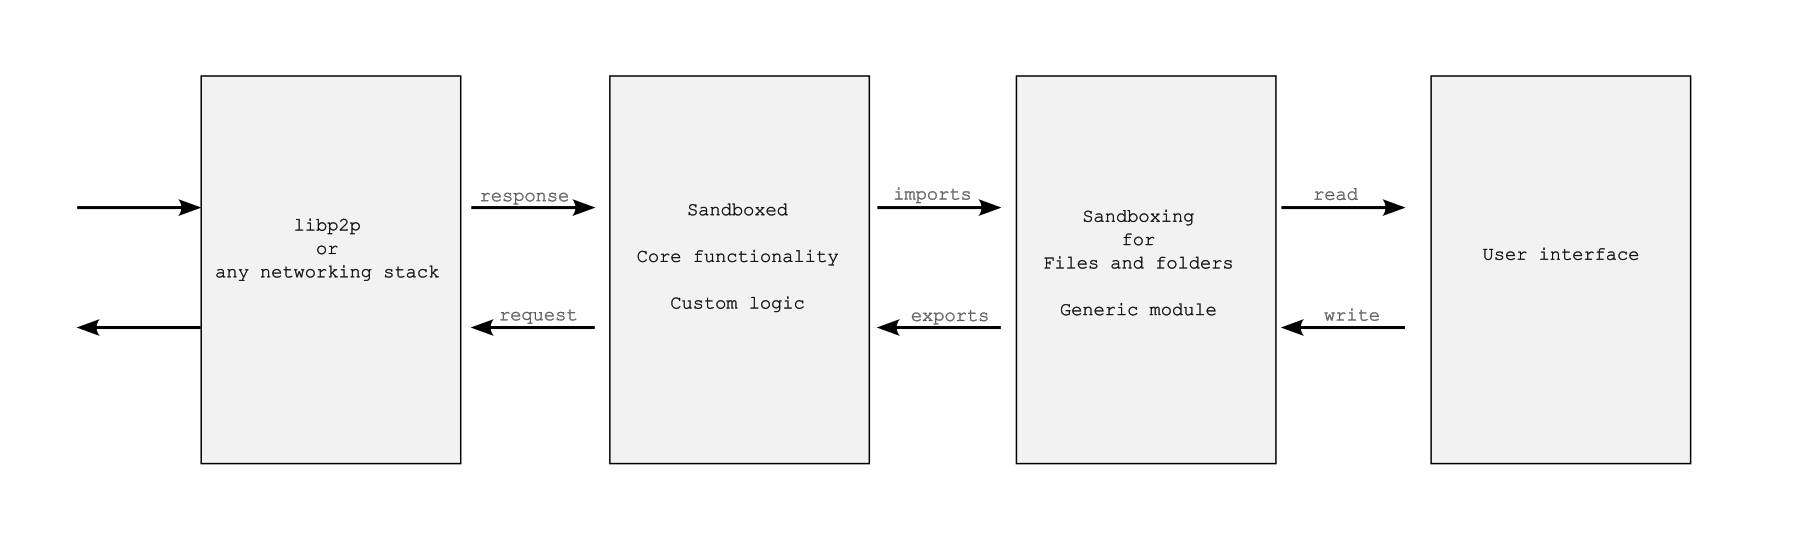 libp2p
or
any networking stack
response
request
Sandboxed
Core functionality
Custom logic
imports
exports
Sandboxing
for
Files and folders
Generic module
read
write
User interface